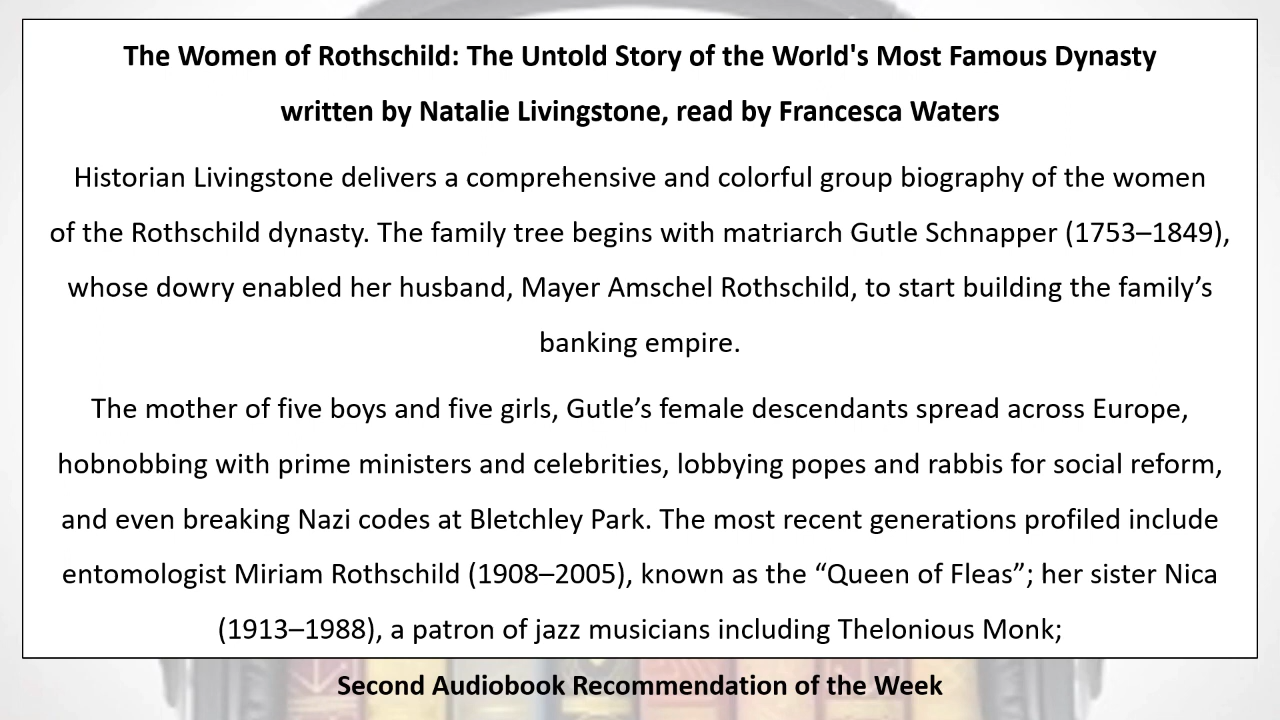 The Women of Rothschild: The Untold Story of the World's Most Famous Dynasty
written by Natalie Livingstone, read by Francesca Waters
Historian Livingstone delivers a comprehensive and colorful group biography of the women
of the Rothschild dynasty. The family tree begins with matriarch Gutle Schnapper (1753–1849),
whose dowry enabled her husband, Mayer Amschel Rothschild, to start building the family’s
banking empire.
The mother of five boys and five girls, Gutle’s female descendants spread across Europe,
hobnobbing with prime ministers and celebrities, lobbying popes and rabbis for social reform,
and even breaking Nazi codes at Bletchley Park. The most recent generations profiled include
entomologist Miriam Rothschild (1908–2005), known as the “Queen of Fleas”; her sister Nica
(1913–1988), a patron of jazz musicians including Thelonious Monk;
Second Audiobook Recommendation of the Week